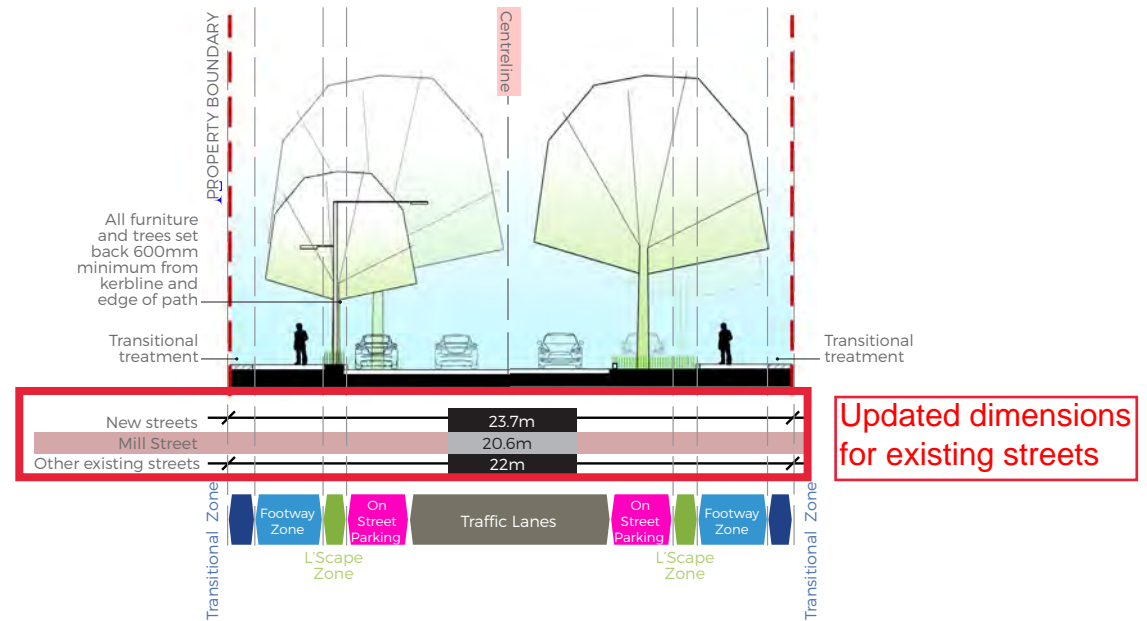 PROPERTY BOUNDARY
Centreline
All furniture
and trees set
back 600mm
minimum from
kerbline and
edge of path
Transitional
treatment
Transitional
treatment
New streets
23.7m
Mill Street
20.6m
Other existing streets
22m
Updated dimensions
for existing streets
Transitional Zone
Footway
Zone
L'Scape
Zone
On
Street
Parking
Traffic Lanes
On
Street
Parking
L'Scape
Zone
Footway
Zone
Transitional Zone